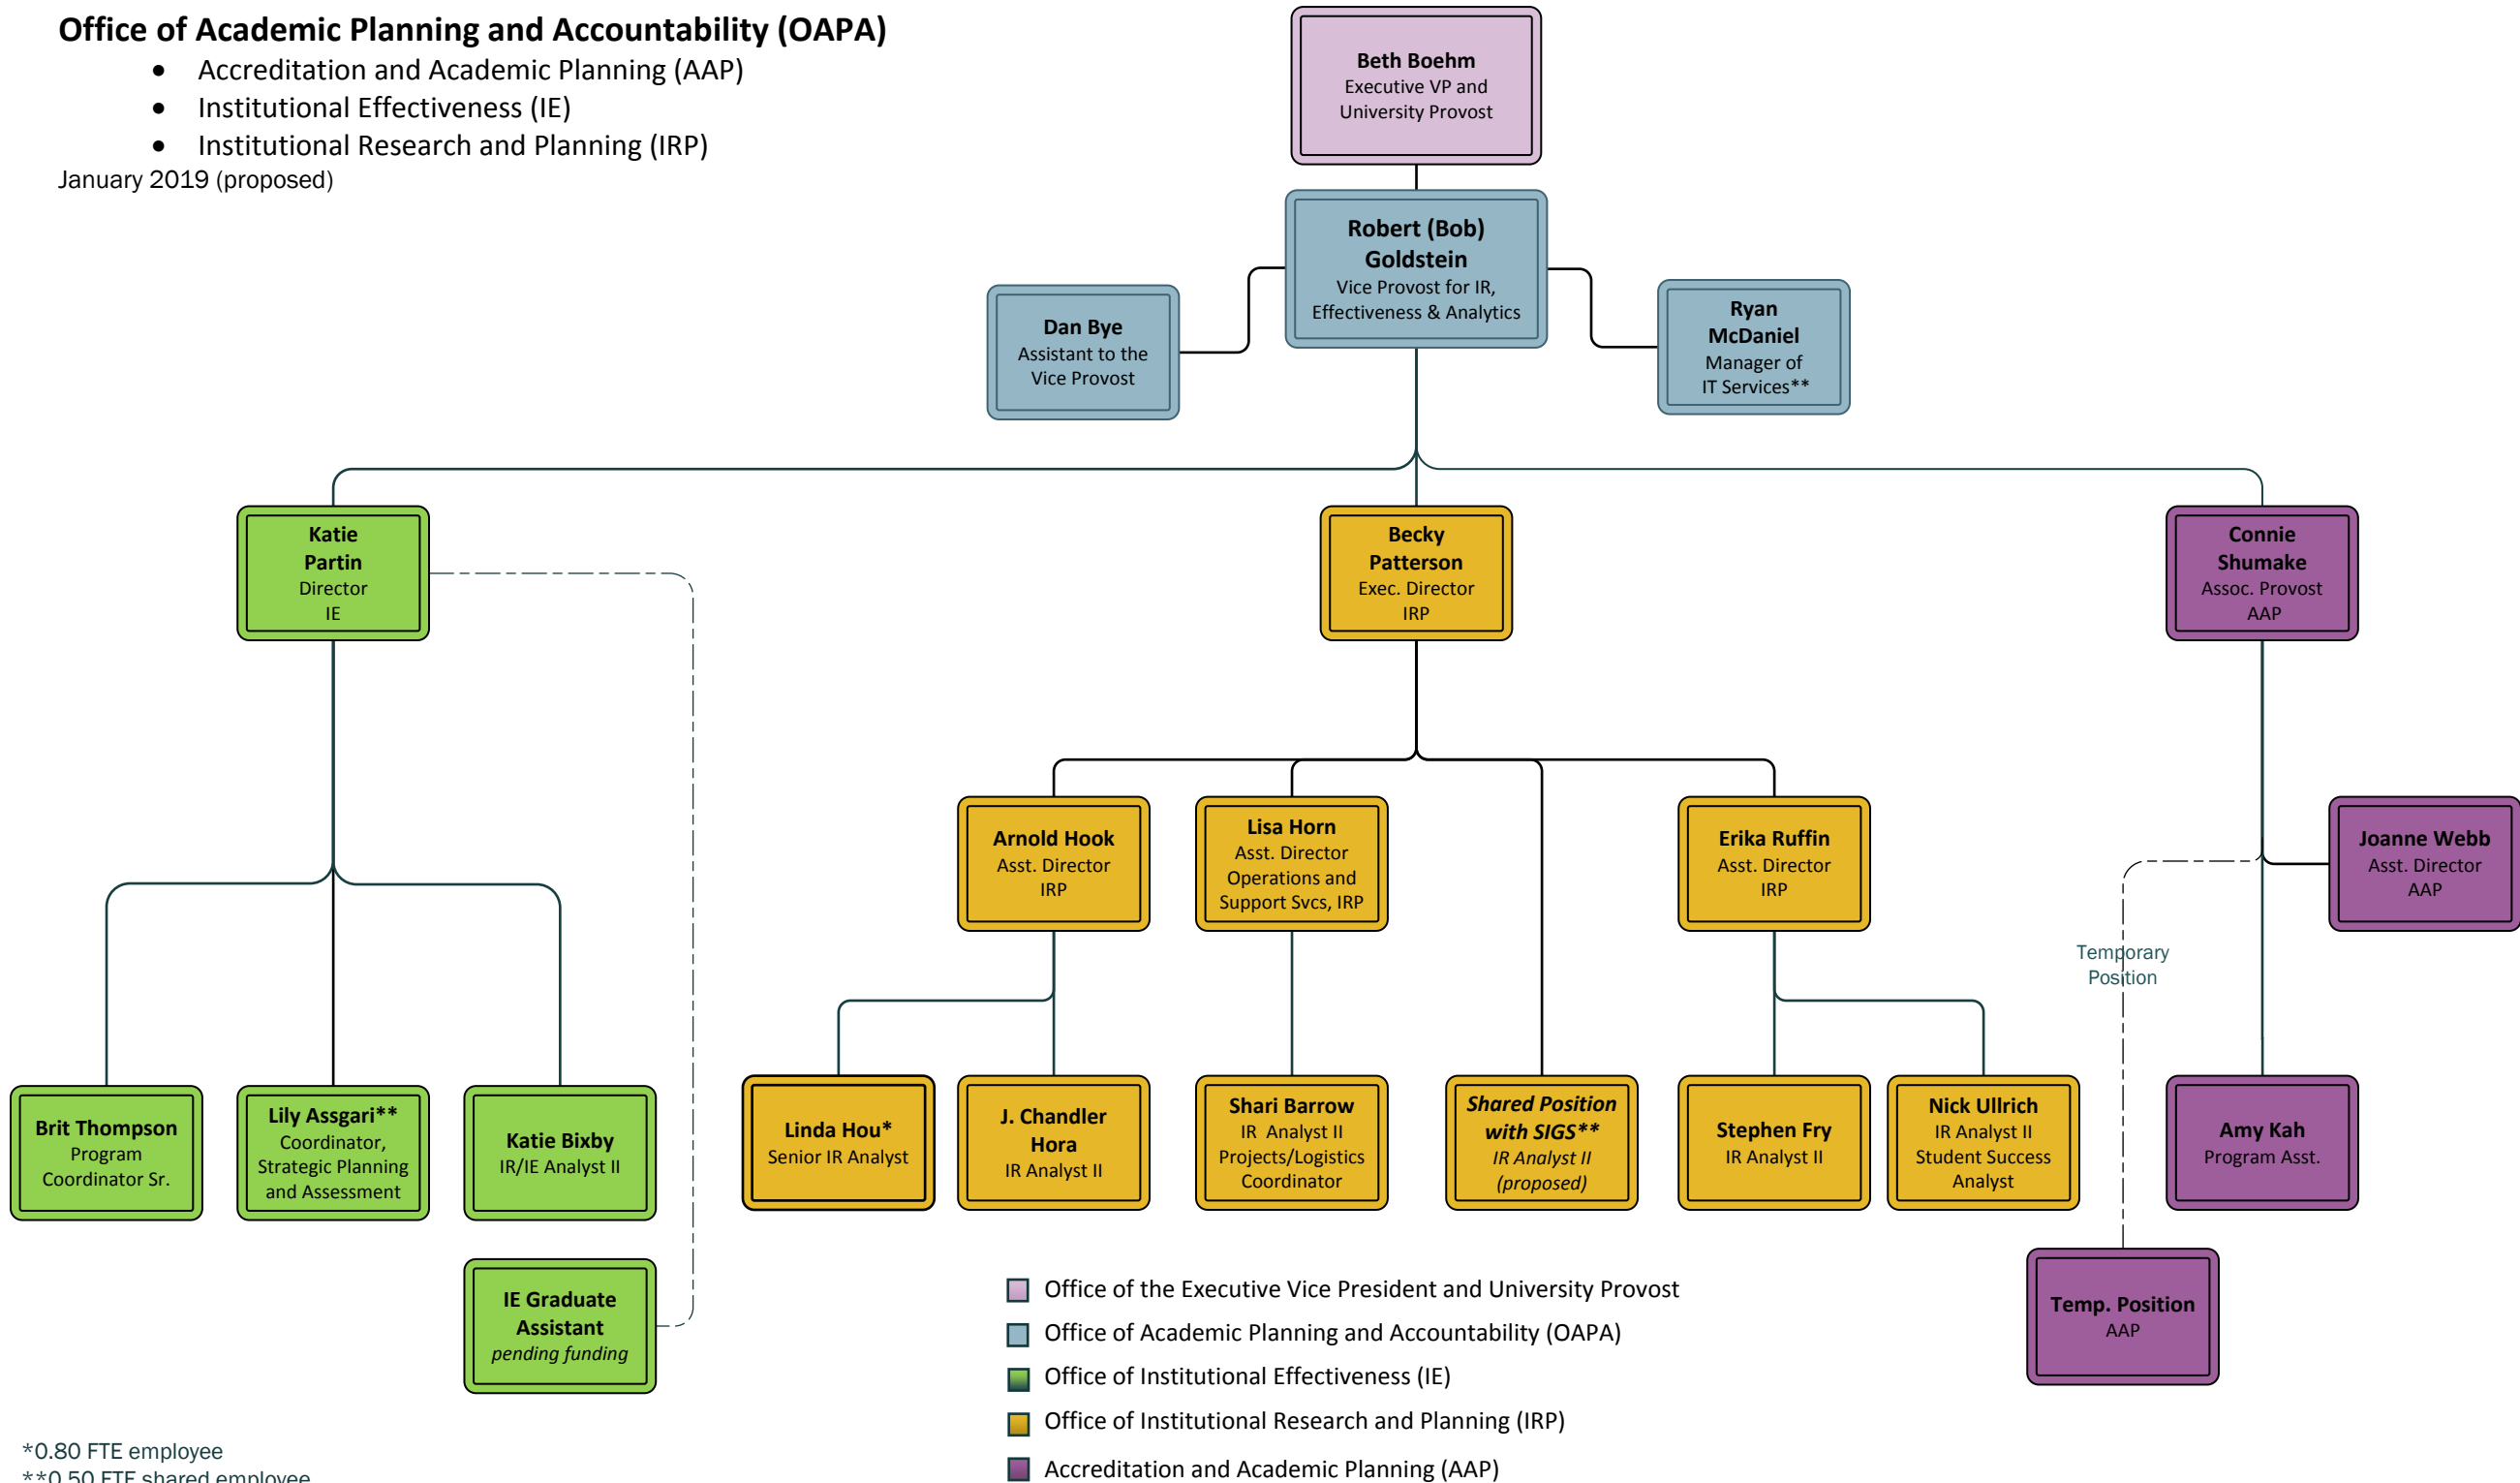 Office of Academic Planning and Accountability (OAPA)
• Accreditation and Academic Planning (AAP)
• Institutional Effectiveness (IE)
• Institutional Research and Planning (IRP)
January 2019 (proposed)
Beth Boehm
Executive VP and
University Provost
Robert (Bob)
Goldstein
Vice Provost for IR,
Effectiveness & Analytics
Dan Bye
Assistant to the
Vice Provost
Ryan
McDaniel
Manager of
IT Services**
Katie
Partin
Director
IE
Becky
Patterson
Exec. Director
IRP
Connie
Shumake
Assoc. Provost
AAP
Arnold Hook
Asst. Director
IRP
Lisa Horn
Asst. Director
Operations and
Support Svcs, IRP
Erika Ruffin
Asst. Director
IRP
Joanne Webb
Asst. Director
AAP
Temporary
Position
Brit Thompson
Program
Coordinator Sr.
Lily Assgari**
Coordinator,
Strategic Planning
and Assessment
Katie Bixby
IR/IE Analyst II
Linda Hou*
Senior IR Analyst
J. Chandler
Hora
IR Analyst II
Shari Barrow
IR Analyst II
Projects/Logistics
Coordinator
Shared Position
with SIGS**
IR Analyst II
(proposed)
Stephen Fry
IR Analyst II
Nick Ullrich
IR Analyst II
Student Success
Analyst
Amy Kah
Program Asst.
IE Graduate
Assistant
pending funding
Temp. Position
AAP
Office of the Executive Vice President and University Provost
Office of Academic Planning and Accountability (OAPA)
Office of Institutional Effectiveness (IE)
Office of Institutional Research and Planning (IRP)
Accreditation and Academic Planning (AAP)
*0.80 FTE employee
**0.50 FTE shared employee